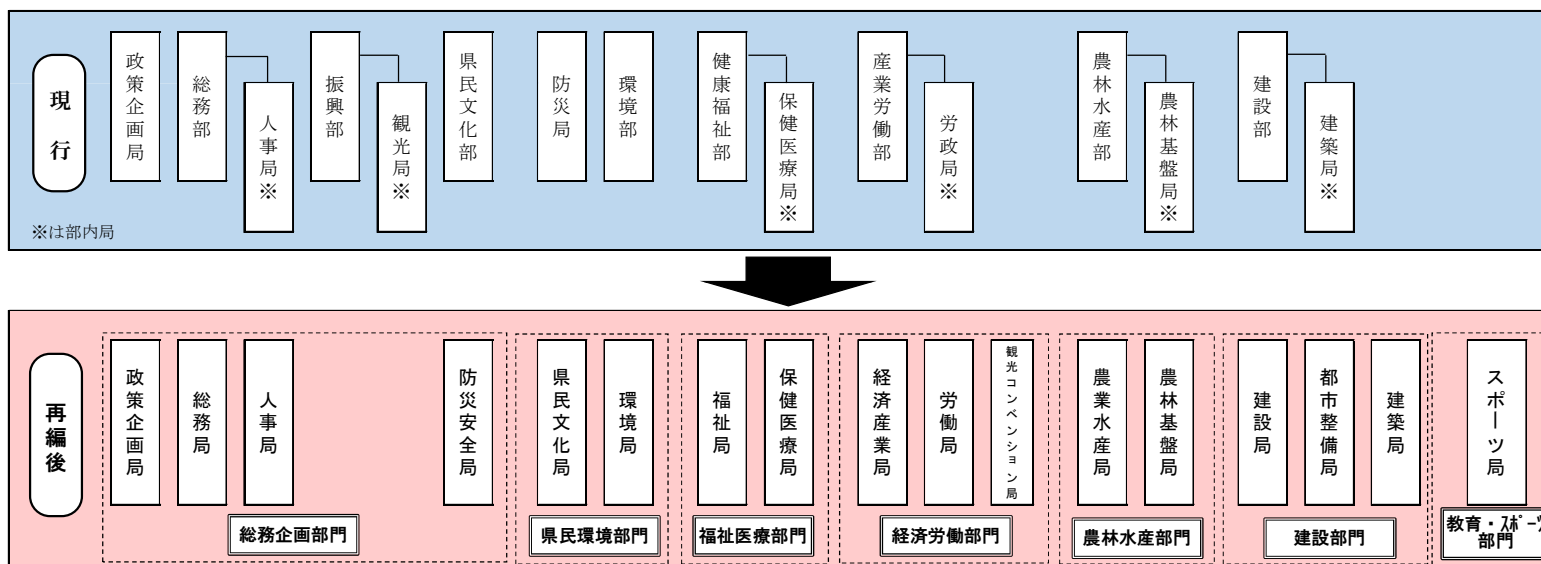 現行
政策企画局
総務部
人事局※
振興部
観光局※
県民文化部
防災局
環境部
健康福祉部
保健医療局※
産業労働部
労政局※
農林水産部
農林基盤局※
建設部
建築局※
※は部内局
再編後
政策企画局
総務局
人事局
防災安全局
県民文化局
環境局
福祉局
保健医療局
経済産業局
労働局
観光コンベンション局
農業水産局
農林基盤局
建設局
都市整備局
建築局
スポーツ局
総務企画部門
県民環境部門
福祉医療部門
経済労働部門
農林水産部門
建設部門
教育・ｽﾎﾟｰﾂ
部門